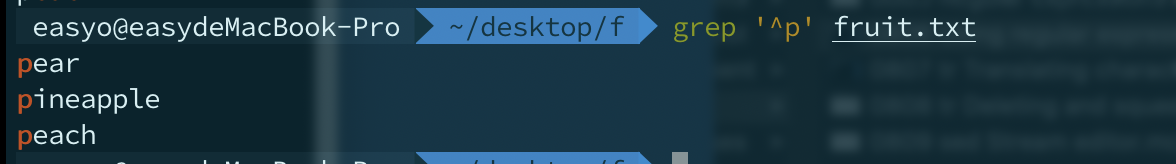 easyo@easydeMacBook-Pro ~/desktop/f grep '^p' fruit.txt
pear
pineapple
peach